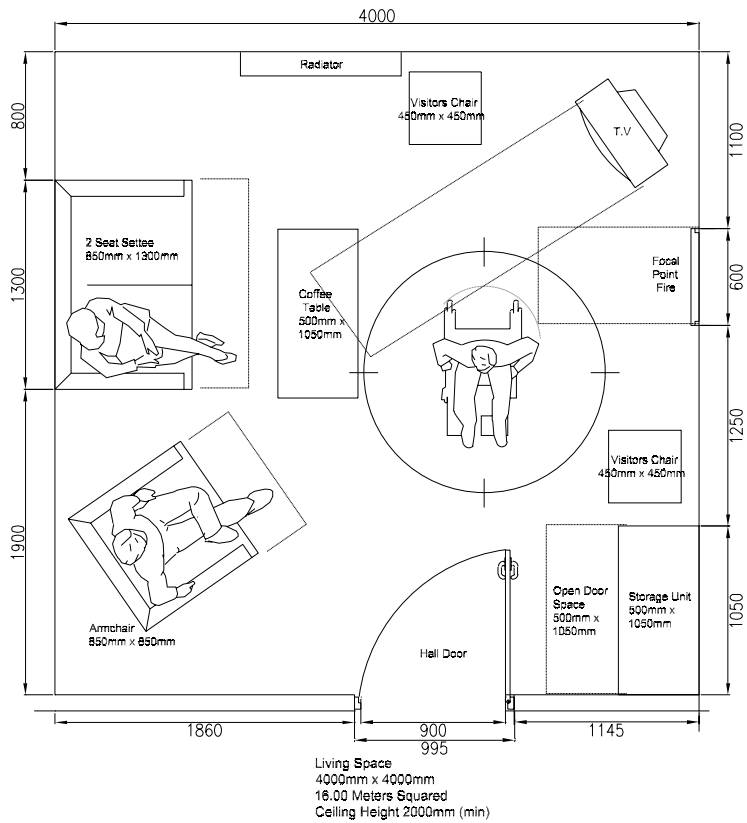 4000
Radiator
Visitors Chair
450mm x 450mm
T.V
800
1100
2 Seat Settee
850mm x 1300mm
1300
Coffee
Table
500mm x
1050mm
Focal
Point
Fire
600
1250
Visitors Chair
450mm x 450mm
1900
Armchair
850mm x 850mm
Hall Door
Open Door
Space
500mm x
1050mm
Storage Unit
500mm x
1050mm
1050
1860
900
995
1145
Living Space
4000mm x 4000mm
16.00 Meters Squared
Ceiling Height 2000mm (min)